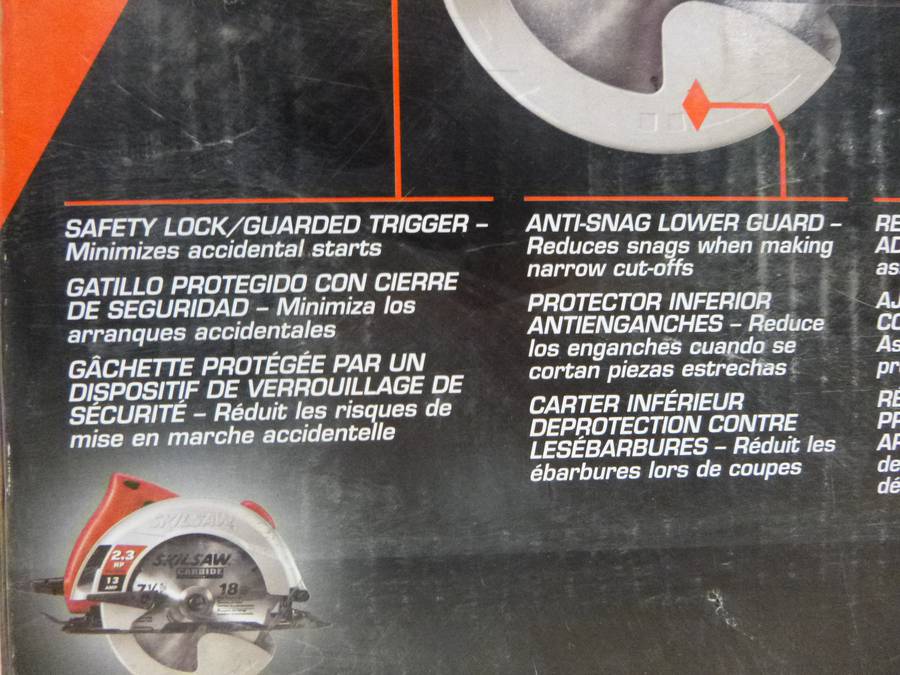 SAFETY LOCK/GUARDED TRIGGER –
Minimizes accidental starts
GATILLO PROTEGIDO CON CIERRE
DE SEGURIDAD – Minimiza los
arranques accidentales
GÂCHETTE PROTÉGÉE PAR UN
DISPOSITIF DE VERROUILLAGE DE
SÉCURITÉ – Réduit les risques de
mise en marche accidentelle
ANTI-SNAG LOWER GUARD –
Reduces snags when making
narrow cut-offs
PROTECTOR INFERIOR
ANTIENGANCHES – Reduce
los enganches cuando se
cortan piezas estrechas
CARTER INFÉRIEUR
DEPROTECTION CONTRE
LESÉBARBURES – Réduit les
ébarbures lors de coupes
SKILSAW
2.3
HP
13
AMP
SKILSAW
CARBIDE
7¼
18